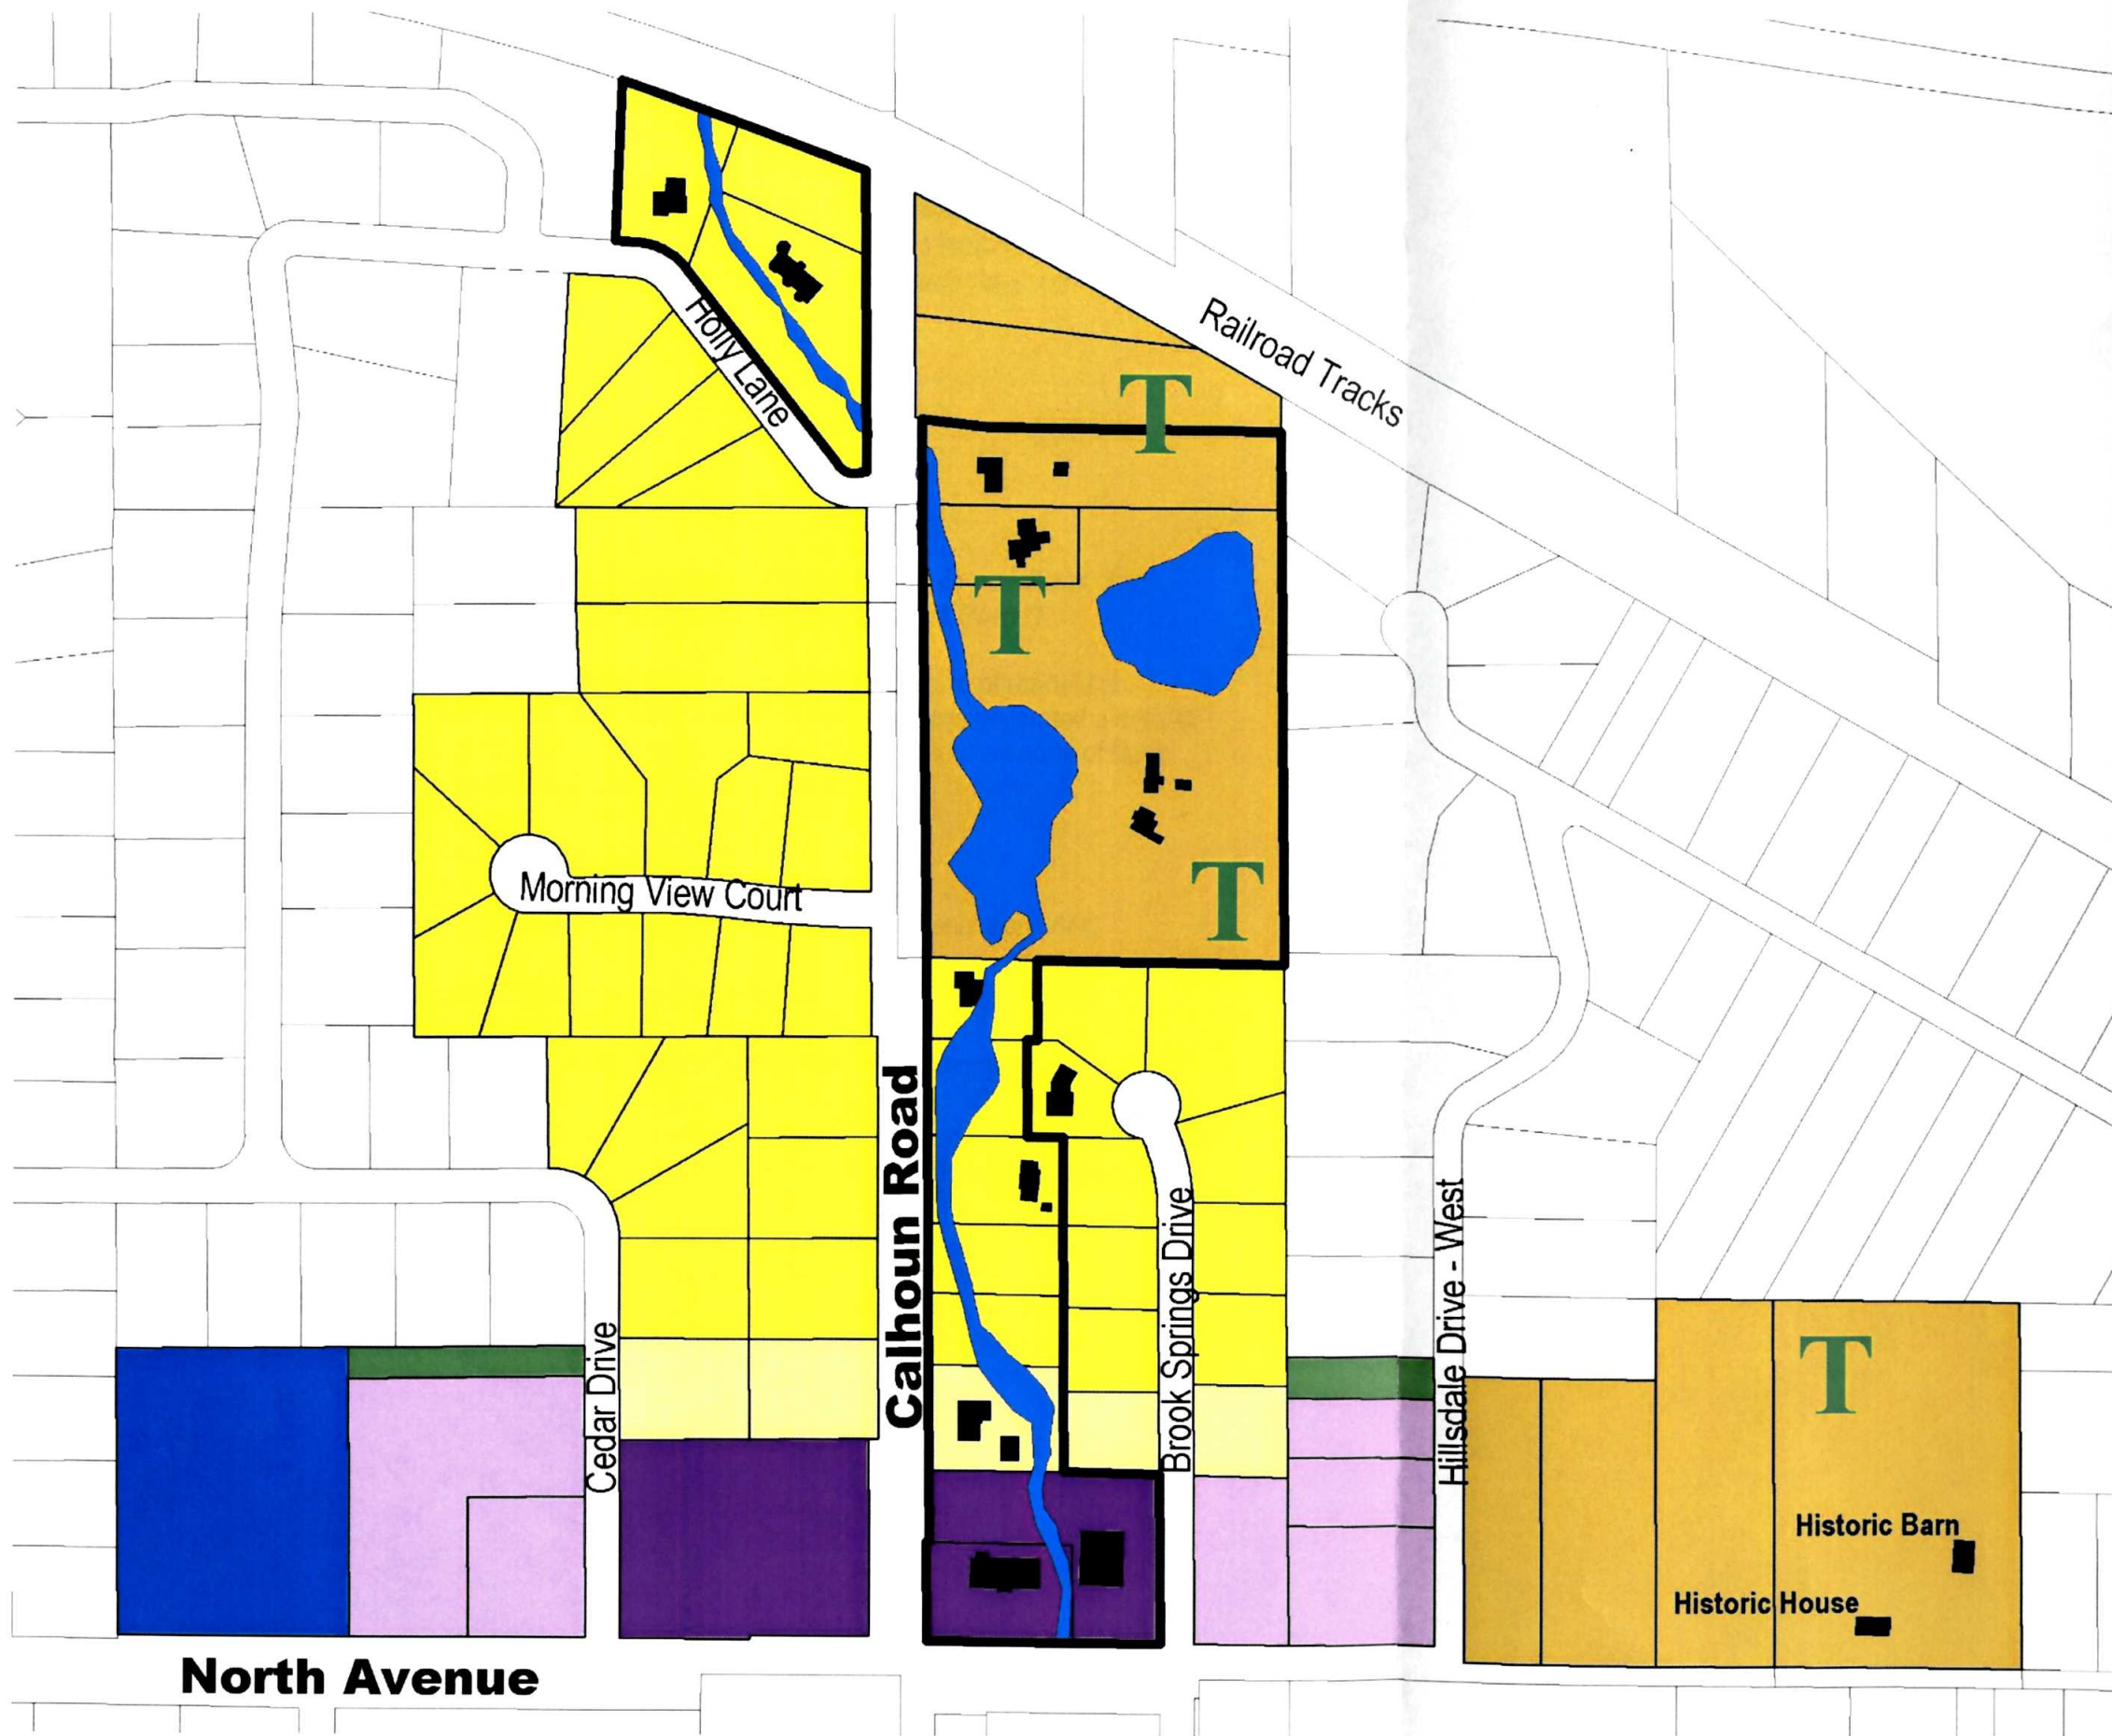 Holly Lane
Railroad Tracks
T
T
Morning View Court
T
Calhoun Road
Brook Springs Drive
Hillsdale Drive - West
Cedar Drive
T
Historic Barn
Historic House
North Avenue